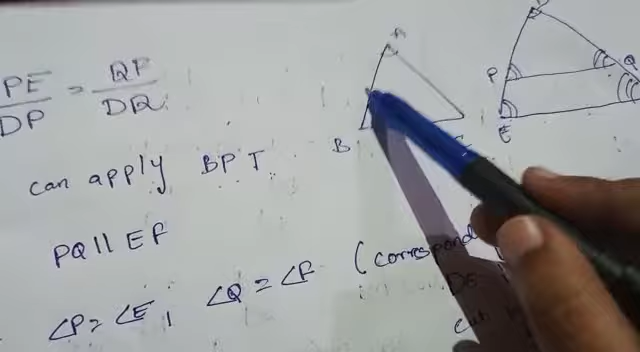 PE/DP = QF/DQ
can apply BPT
PQ || EF
∠P = ∠E, ∠Q = ∠F (correspond
A
B
P
Q
E